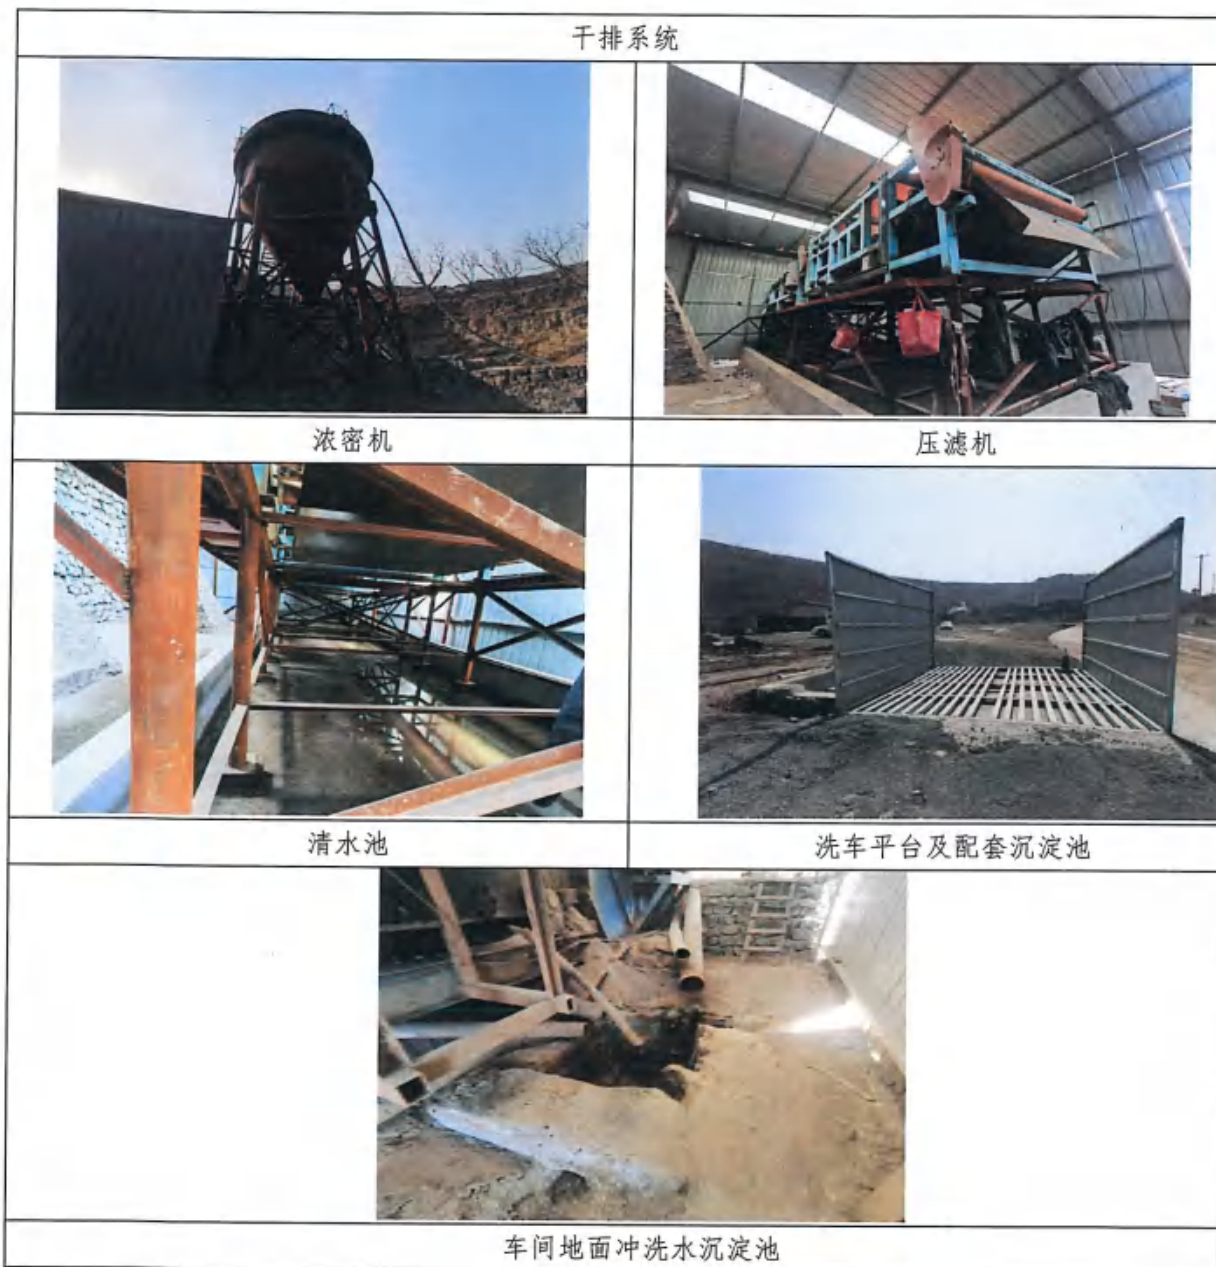 干排系统
浓密机
压滤机
清水池
洗车平台及配套沉淀池
车间地面冲洗水沉淀池